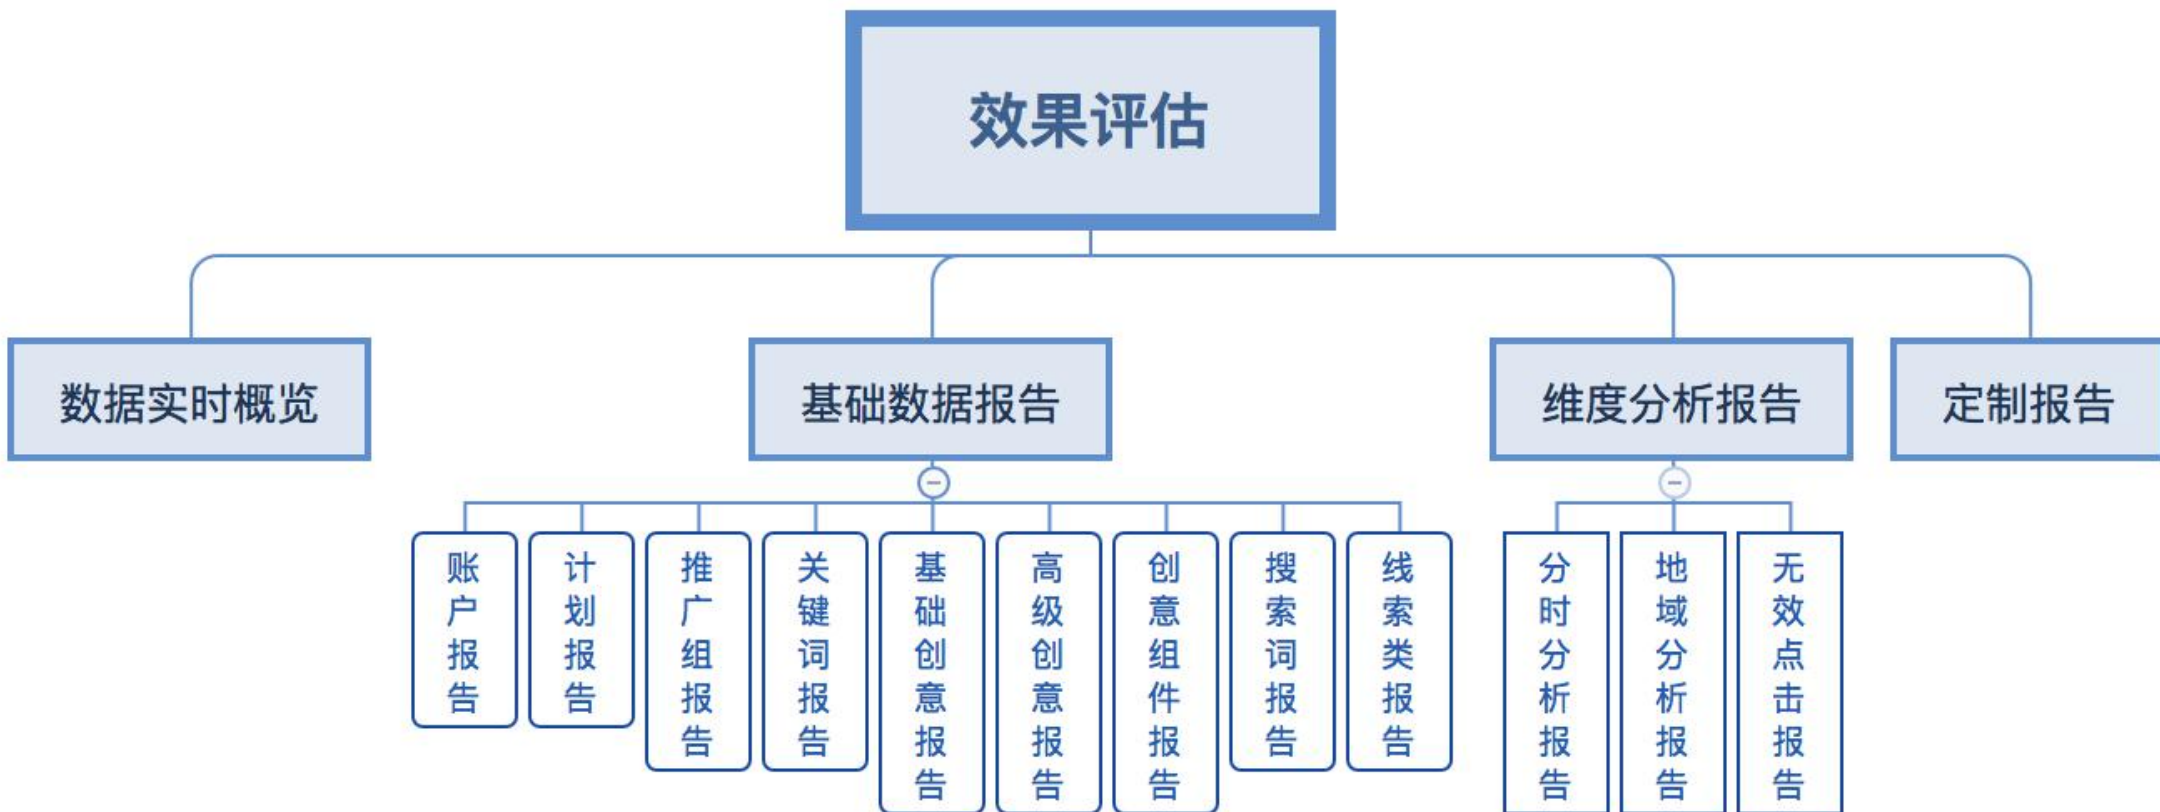 效果评估
数据实时概览
基础数据报告
维度分析报告
定制报告
账户报告
计划报告
推广组报告
关键词报告
基础创意报告
高级创意报告
创意组件报告
搜索词报告
线索类报告
分时分析报告
地域分析报告
无效点击报告